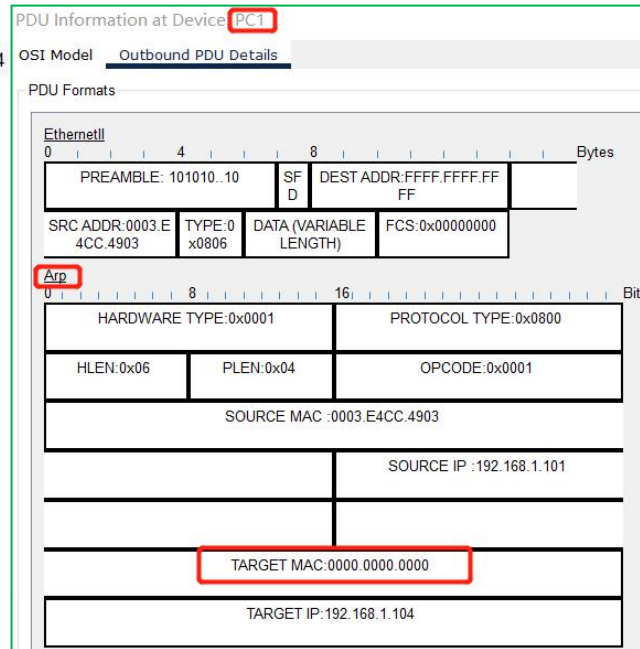 PDU Information at Device: PC1
4
OSI Model Outbound PDU Details
PDU Formats
EthernetII
0 4 8 Bytes
PREAMBLE: 101010..10
SF
D
DEST ADDR:FFFF.FFFF.FF
FF
SRC ADDR:0003.E
4CC.4903
TYPE:0
x0806
DATA (VARIABLE
LENGTH)
FCS:0x00000000
Arp
0 8 16 Bit
HARDWARE TYPE:0x0001 PROTOCOL TYPE:0x0800
HLEN:0x06 PLEN:0x04 OPCODE:0x0001
SOURCE MAC :0003.E4CC.4903
SOURCE IP :192.168.1.101
TARGET MAC:0000.0000.0000
TARGET IP:192.168.1.104